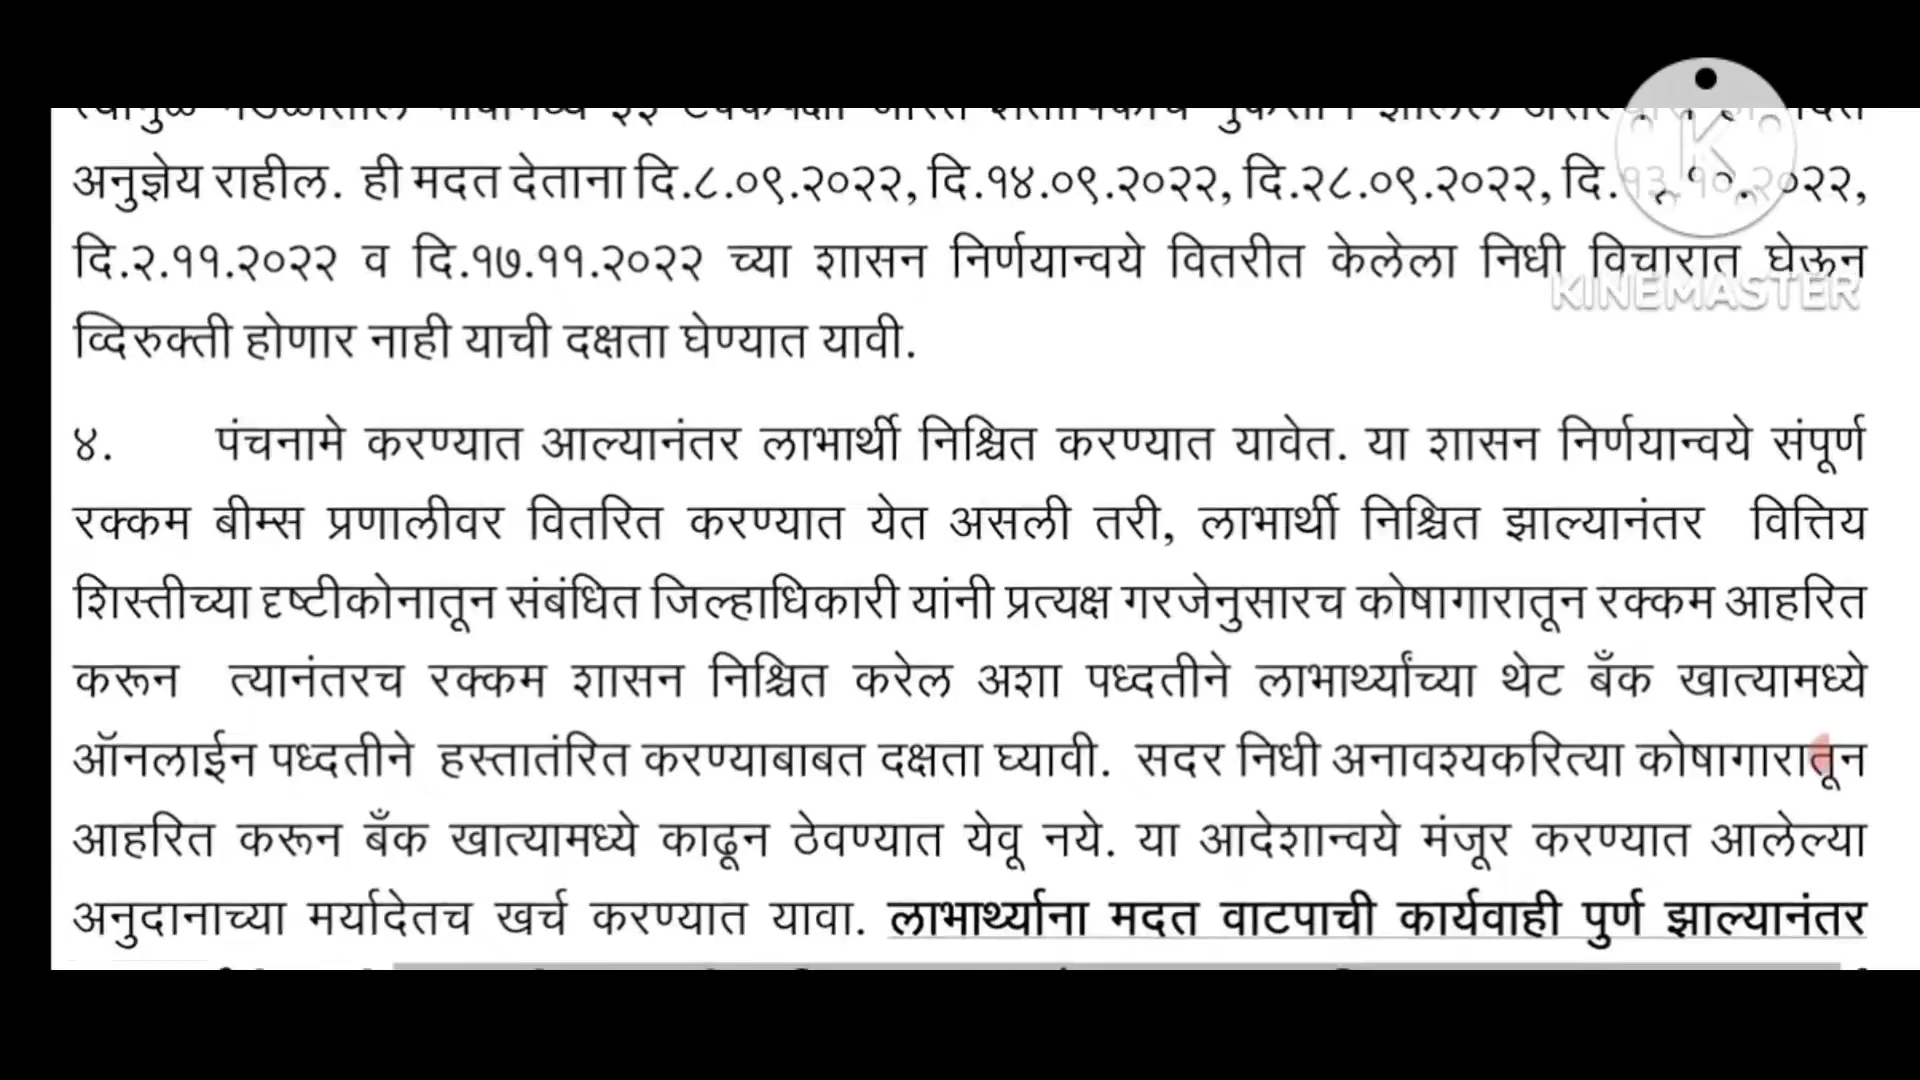 ३३
अनुज्ञेय राहील. ही मदत देताना दि.८.०९.२०२२, दि.१४.०९.२०२२, दि.२८.०९.२०२२, दि.१३.१०.२०२२,
दि.२.११.२०२२ व दि.१७.११.२०२२ च्या शासन निर्णयान्वये वितरीत केलेला निधी विचारात घेऊन
KINEMASTER
व्दिरुक्ती होणार नाही याची दक्षता घेण्यात यावी.
४. पंचनामे करण्यात आल्यानंतर लाभार्थी निश्चित करण्यात यावेत. या शासन निर्णयान्वये संपूर्ण
रक्कम बीम्स प्रणालीवर वितरित करण्यात येत असली तरी, लाभार्थी निश्चित झाल्यानंतर वित्तिय
शिस्तीच्या दृष्टीकोनातून संबंधित जिल्हाधिकारी यांनी प्रत्यक्ष गरजेनुसारच कोषागारातून रक्कम आहरित
करून त्यानंतरच रक्कम शासन निश्चित करेल अशा पध्दतीने लाभार्थ्यांच्या थेट बँक खात्यामध्ये
ऑनलाईन पध्दतीने हस्तातंरित करण्याबाबत दक्षता घ्यावी. सदर निधी अनावश्यकरित्या कोषागारातून
आहरित करून बँक खात्यामध्ये काढून ठेवण्यात येवू नये. या आदेशान्वये मंजूर करण्यात आलेल्या
अनुदानाच्या मर्यादेतच खर्च करण्यात यावा. लाभार्थ्याना मदत वाटपाची कार्यवाही पुर्ण झाल्यानंतर